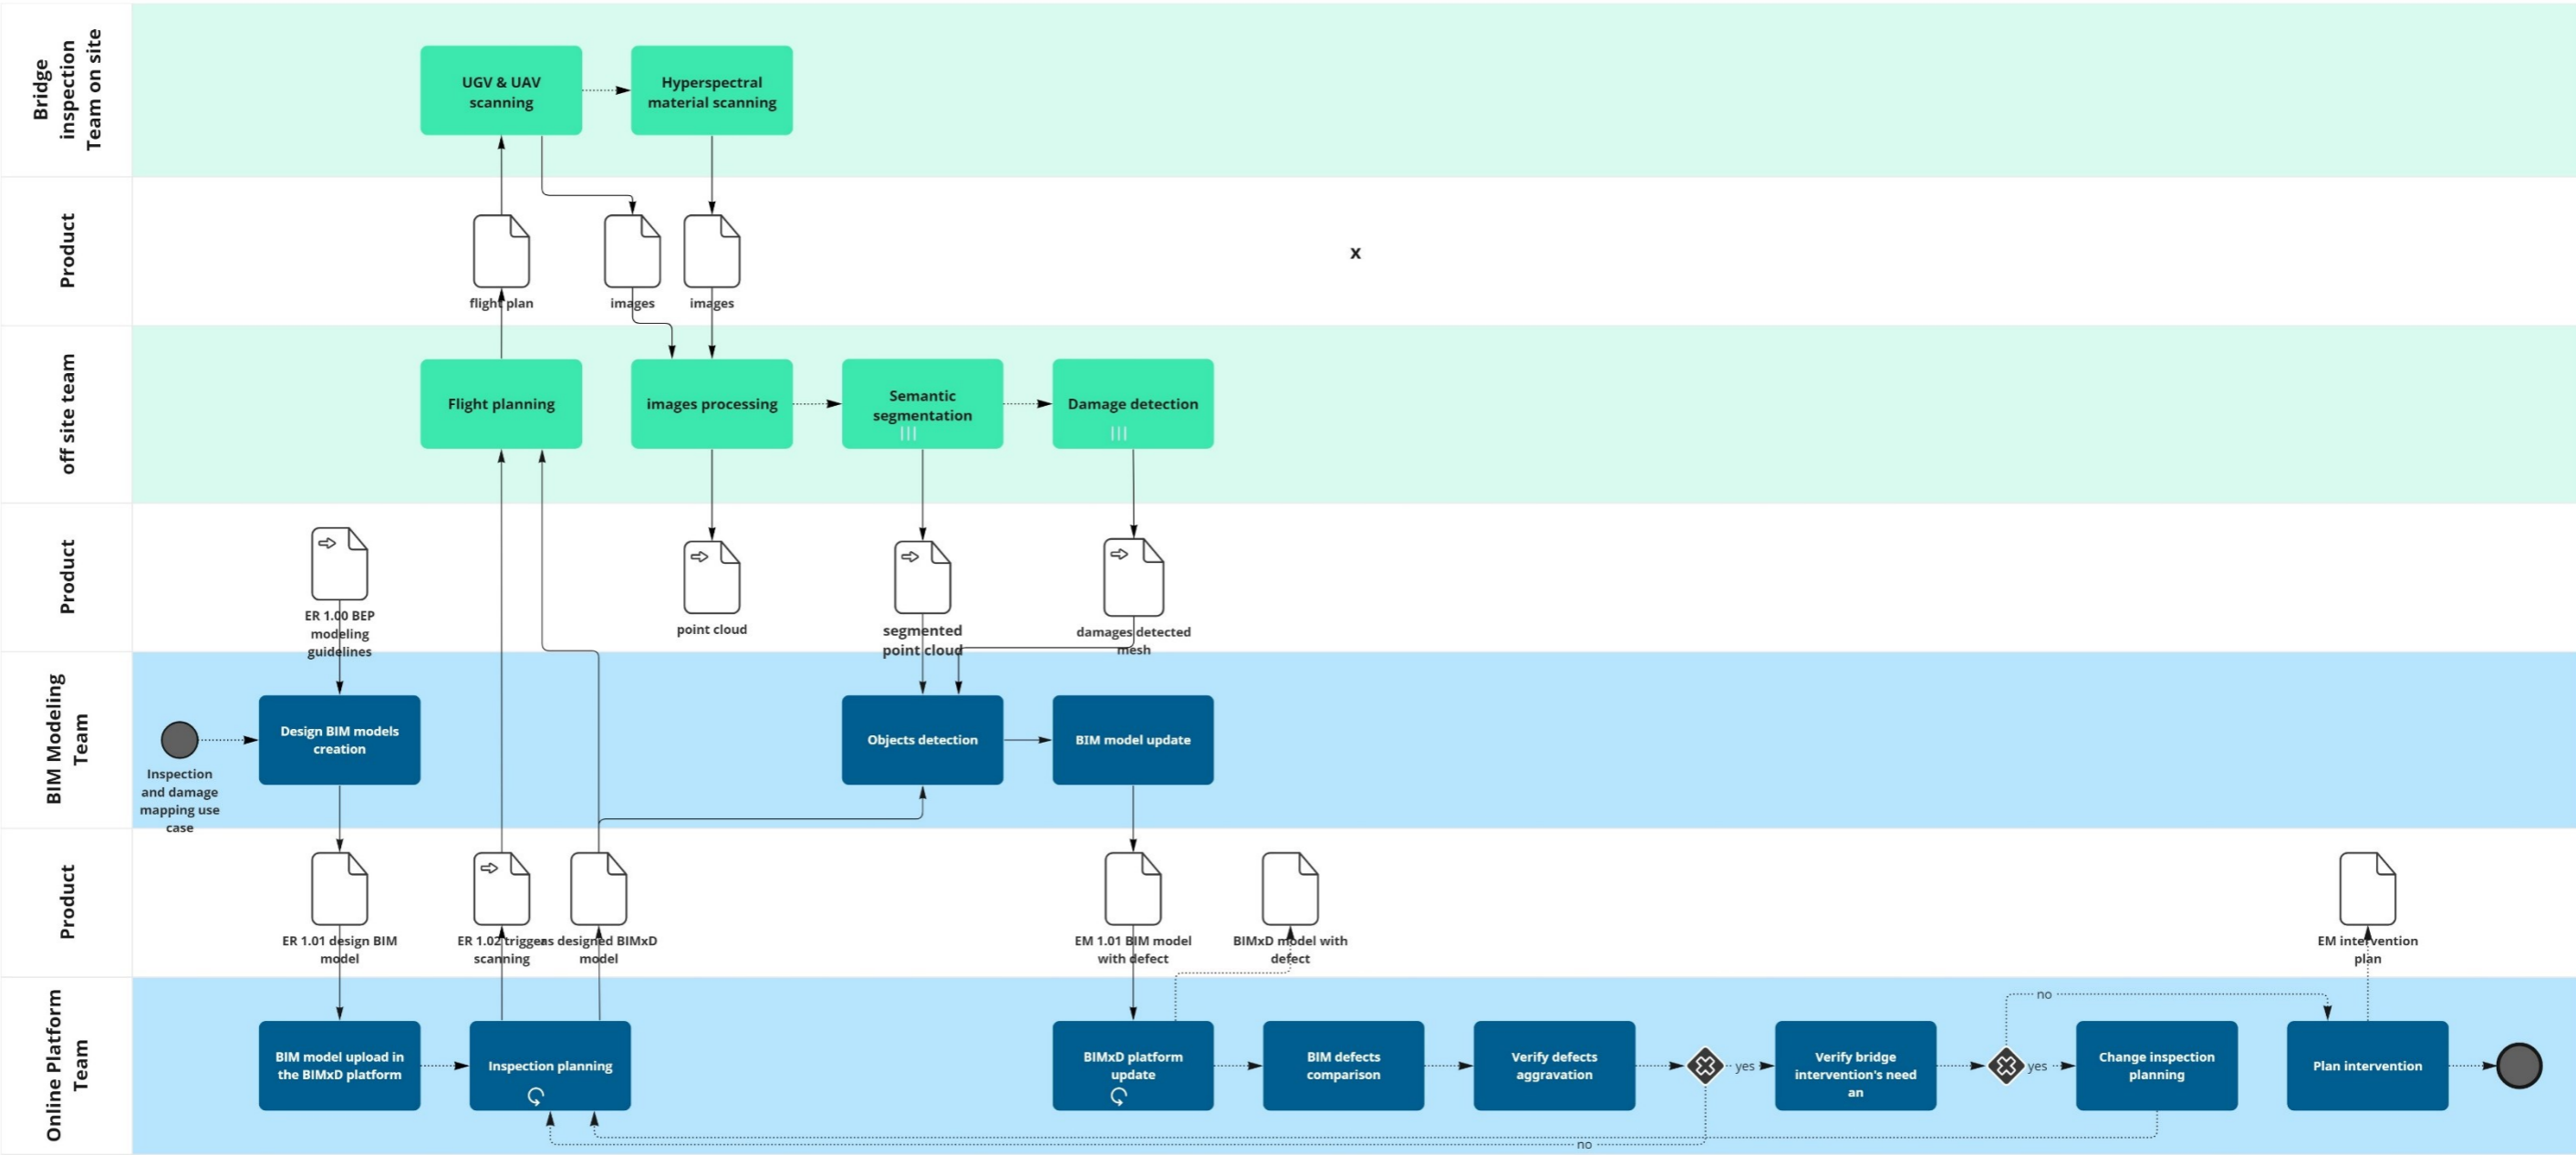 Bridge
inspection
Team on site
UGV & UAV
scanning
Hyperspectral
material scanning
Product
flight plan
images
images
x
off site team
Flight planning
images processing
Semantic
segmentation
Damage detection
Product
ER 1.00 BEP
modeling
guidelines
point cloud
segmented
point cloud
damages detected
mesh
BIM Modeling
Team
Inspection
and damage
mapping use
case
Design BIM models
creation
Objects detection
BIM model update
Product
ER 1.01 design BIM
model
ER 1.02 triggers
scanning
as designed BIMxD
model
EM 1.01 BIM model
with defect
BIMxD model with
defect
EM intervention
plan
Online Platform
Team
BIM model upload in
the BIMxD platform
Inspection planning
BIMxD platform
update
BIM defects
comparison
Verify defects
aggravation
yes
no
Verify bridge
intervention's need
an
yes
no
Change inspection
planning
Plan intervention